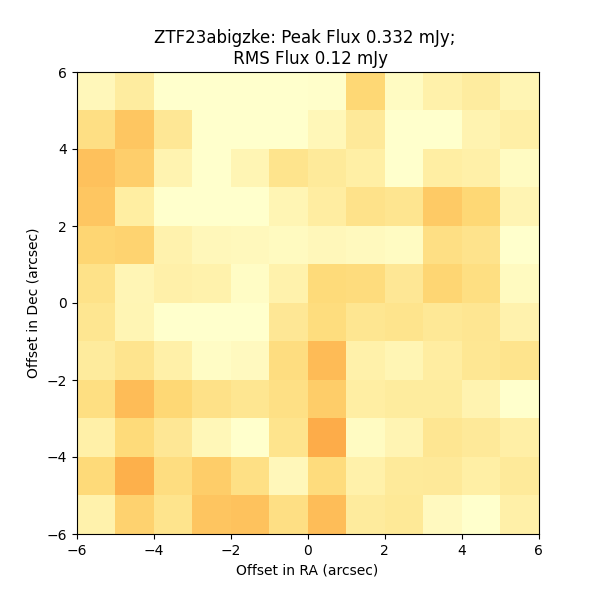 ZTF23abigzke: Peak Flux 0.332 mJy;
RMS Flux 0.12 mJy
6
4
2
0
−2
−4
−6
Offset in Dec (arcsec)
−6 −4 −2 0 2 4 6
Offset in RA (arcsec)